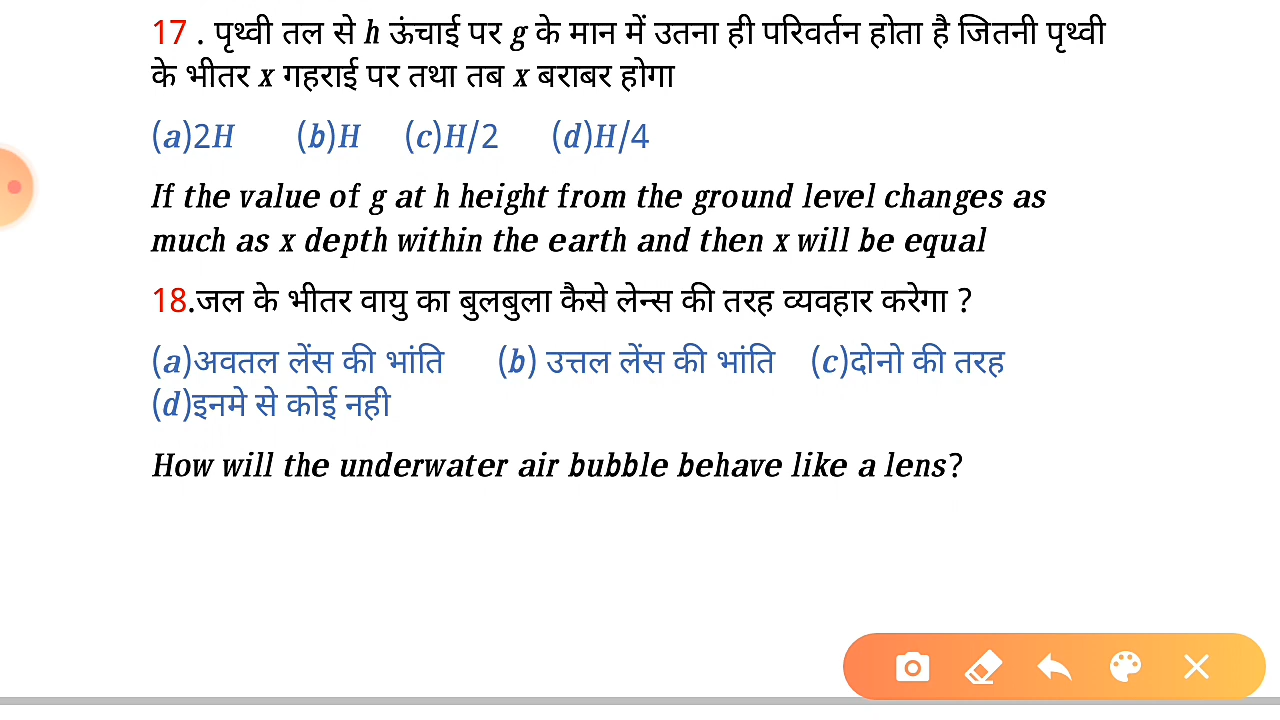 17 . पृथ्वी तल से h ऊंचाई पर g के मान में उतना ही परिवर्तन होता है जितनी पृथ्वी
के भीतर x गहराई पर तथा तब x बराबर होगा
(a)2H (b)H (c)H/2 (d)H/4
If the value of g at h height from the ground level changes as
much as x depth within the earth and then x will be equal
18.जल के भीतर वायु का बुलबुला कैसे लेन्स की तरह व्यवहार करेगा ?
(a)अवतल लेंस की भांति (b) उत्तल लेंस की भांति (c)दोनो की तरह
(d)इनमे से कोई नही
How will the underwater air bubble behave like a lens?